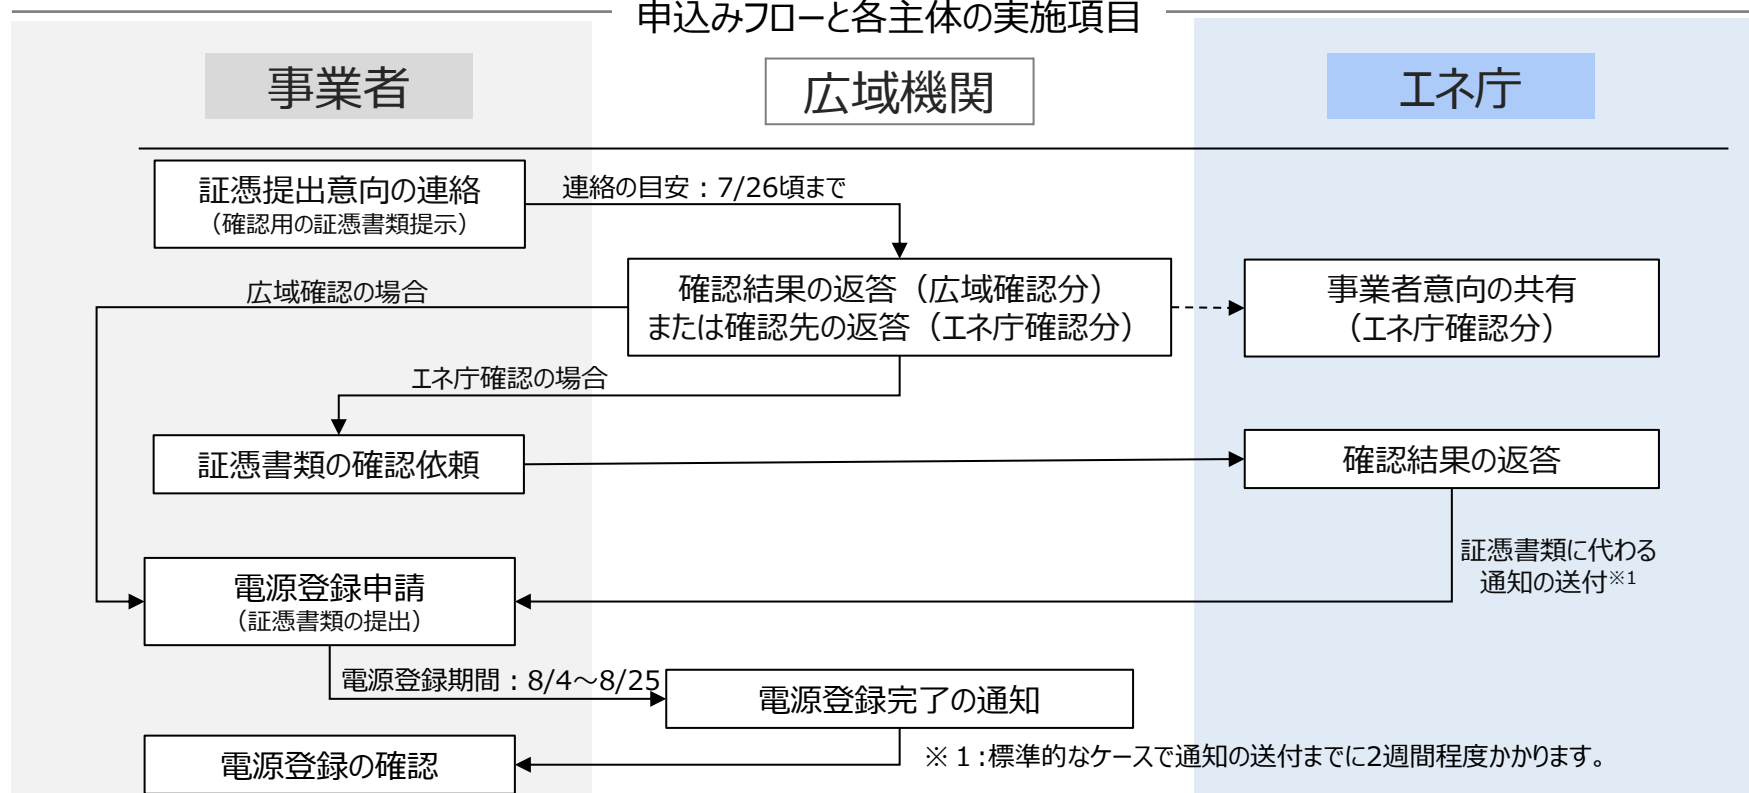 申込みフローと各主体の実施項目
事業者
広域機関
エネ庁
証憑提出意向の連絡
（確認用の証憑書類提示）
連絡の目安：7/26頃まで
確認結果の返答（広域確認分）
または確認先の返答（エネ庁確認分）
事業者意向の共有
（エネ庁確認分）
広域確認の場合
エネ庁確認の場合
証憑書類の確認依頼
確認結果の返答
証憑書類に代わる
通知の送付※1
電源登録申請
（証憑書類の提出）
電源登録期間：8/4～8/25
電源登録完了の通知
電源登録の確認
※１:標準的なケースで通知の送付までに2週間程度かかります。